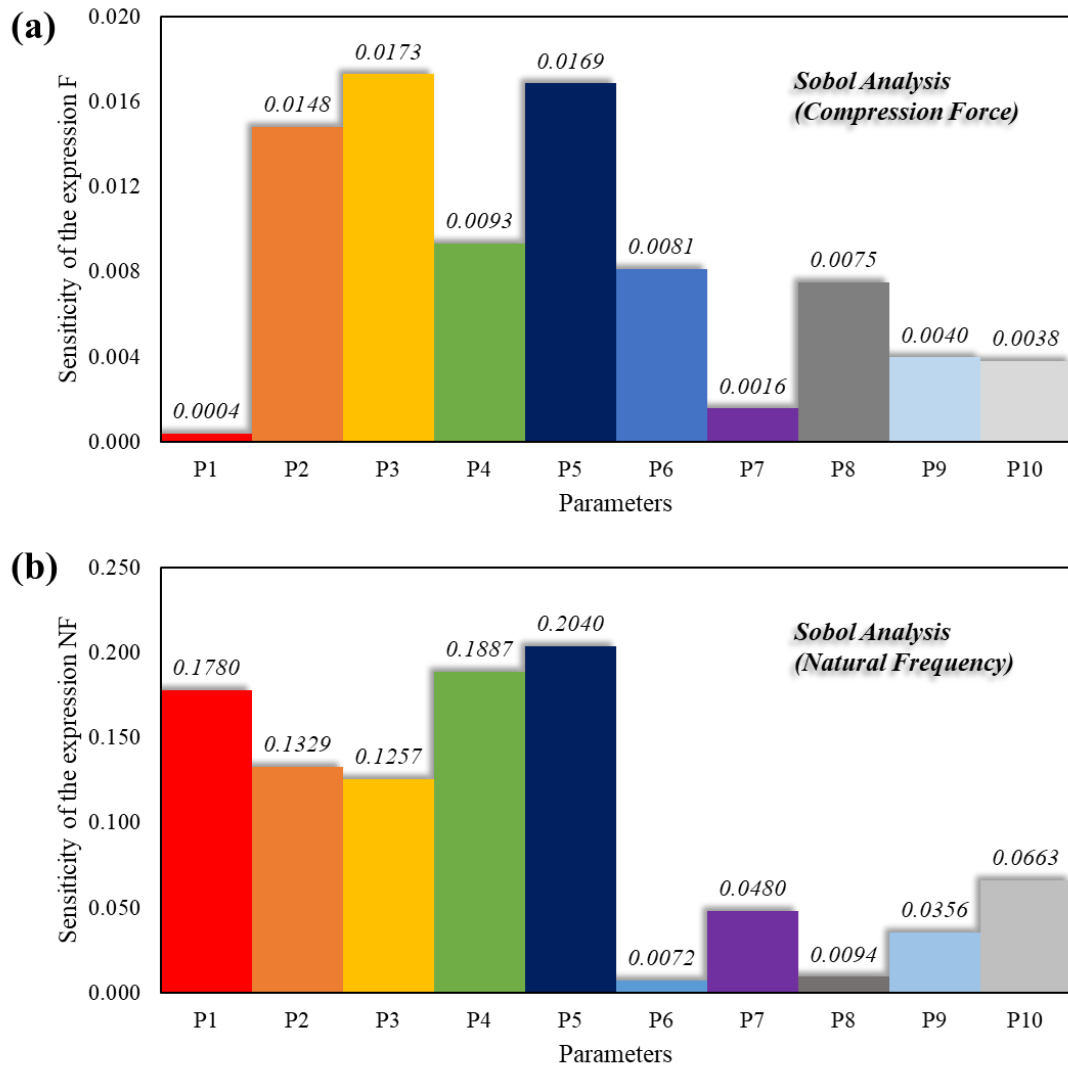 (a)
Sensiticity of the expression F
0.020
0.016
0.012
0.008
0.004
0.000
0.0004
0.0148
0.0173
0.0093
0.0169
0.0081
0.0016
0.0075
0.0040
0.0038
Sobol Analysis
(Compression Force)
P1 P2 P3 P4 P5 P6 P7 P8 P9 P10
Parameters
(b)
Sensiticity of the expression NF
0.250
0.200
0.150
0.100
0.050
0.000
0.1780
0.1329
0.1257
0.1887
0.2040
0.0072
0.0480
0.0094
0.0356
0.0663
Sobol Analysis
(Natural Frequency)
P1 P2 P3 P4 P5 P6 P7 P8 P9 P10
Parameters